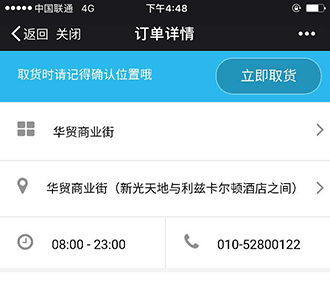 中国联通 4G 下午4:48
返回 关闭 订单详情
取货时请记得确认位置哦 立即取货
华贸商业街
华贸商业街（新光天地与利兹卡尔顿酒店之间）
08:00 - 23:00 010-52800122